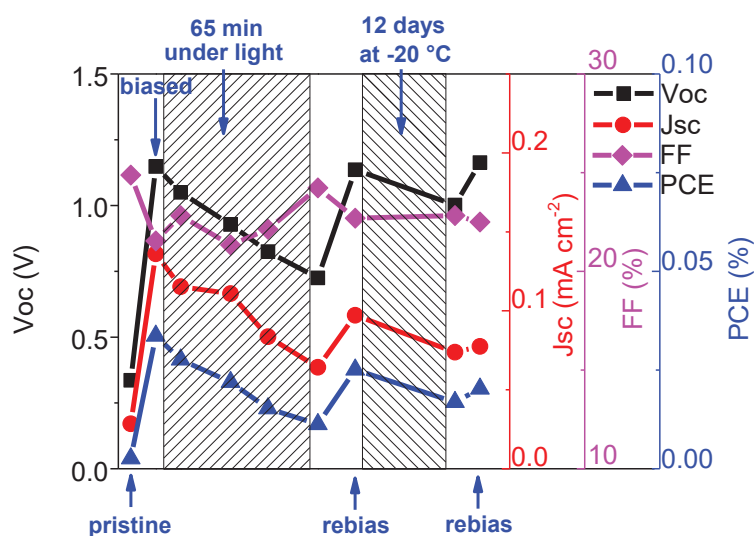 65 min
under light
12 days
at -20 °C
biased
1.5
1.0
0.5
0.0
Voc (V)
0.2
0.1
0.0
Jsc (mA cm-2)
30
20
10
FF (%)
0.10
0.05
0.00
PCE (%)
Voc
Jsc
FF
PCE
pristine
rebias
rebias